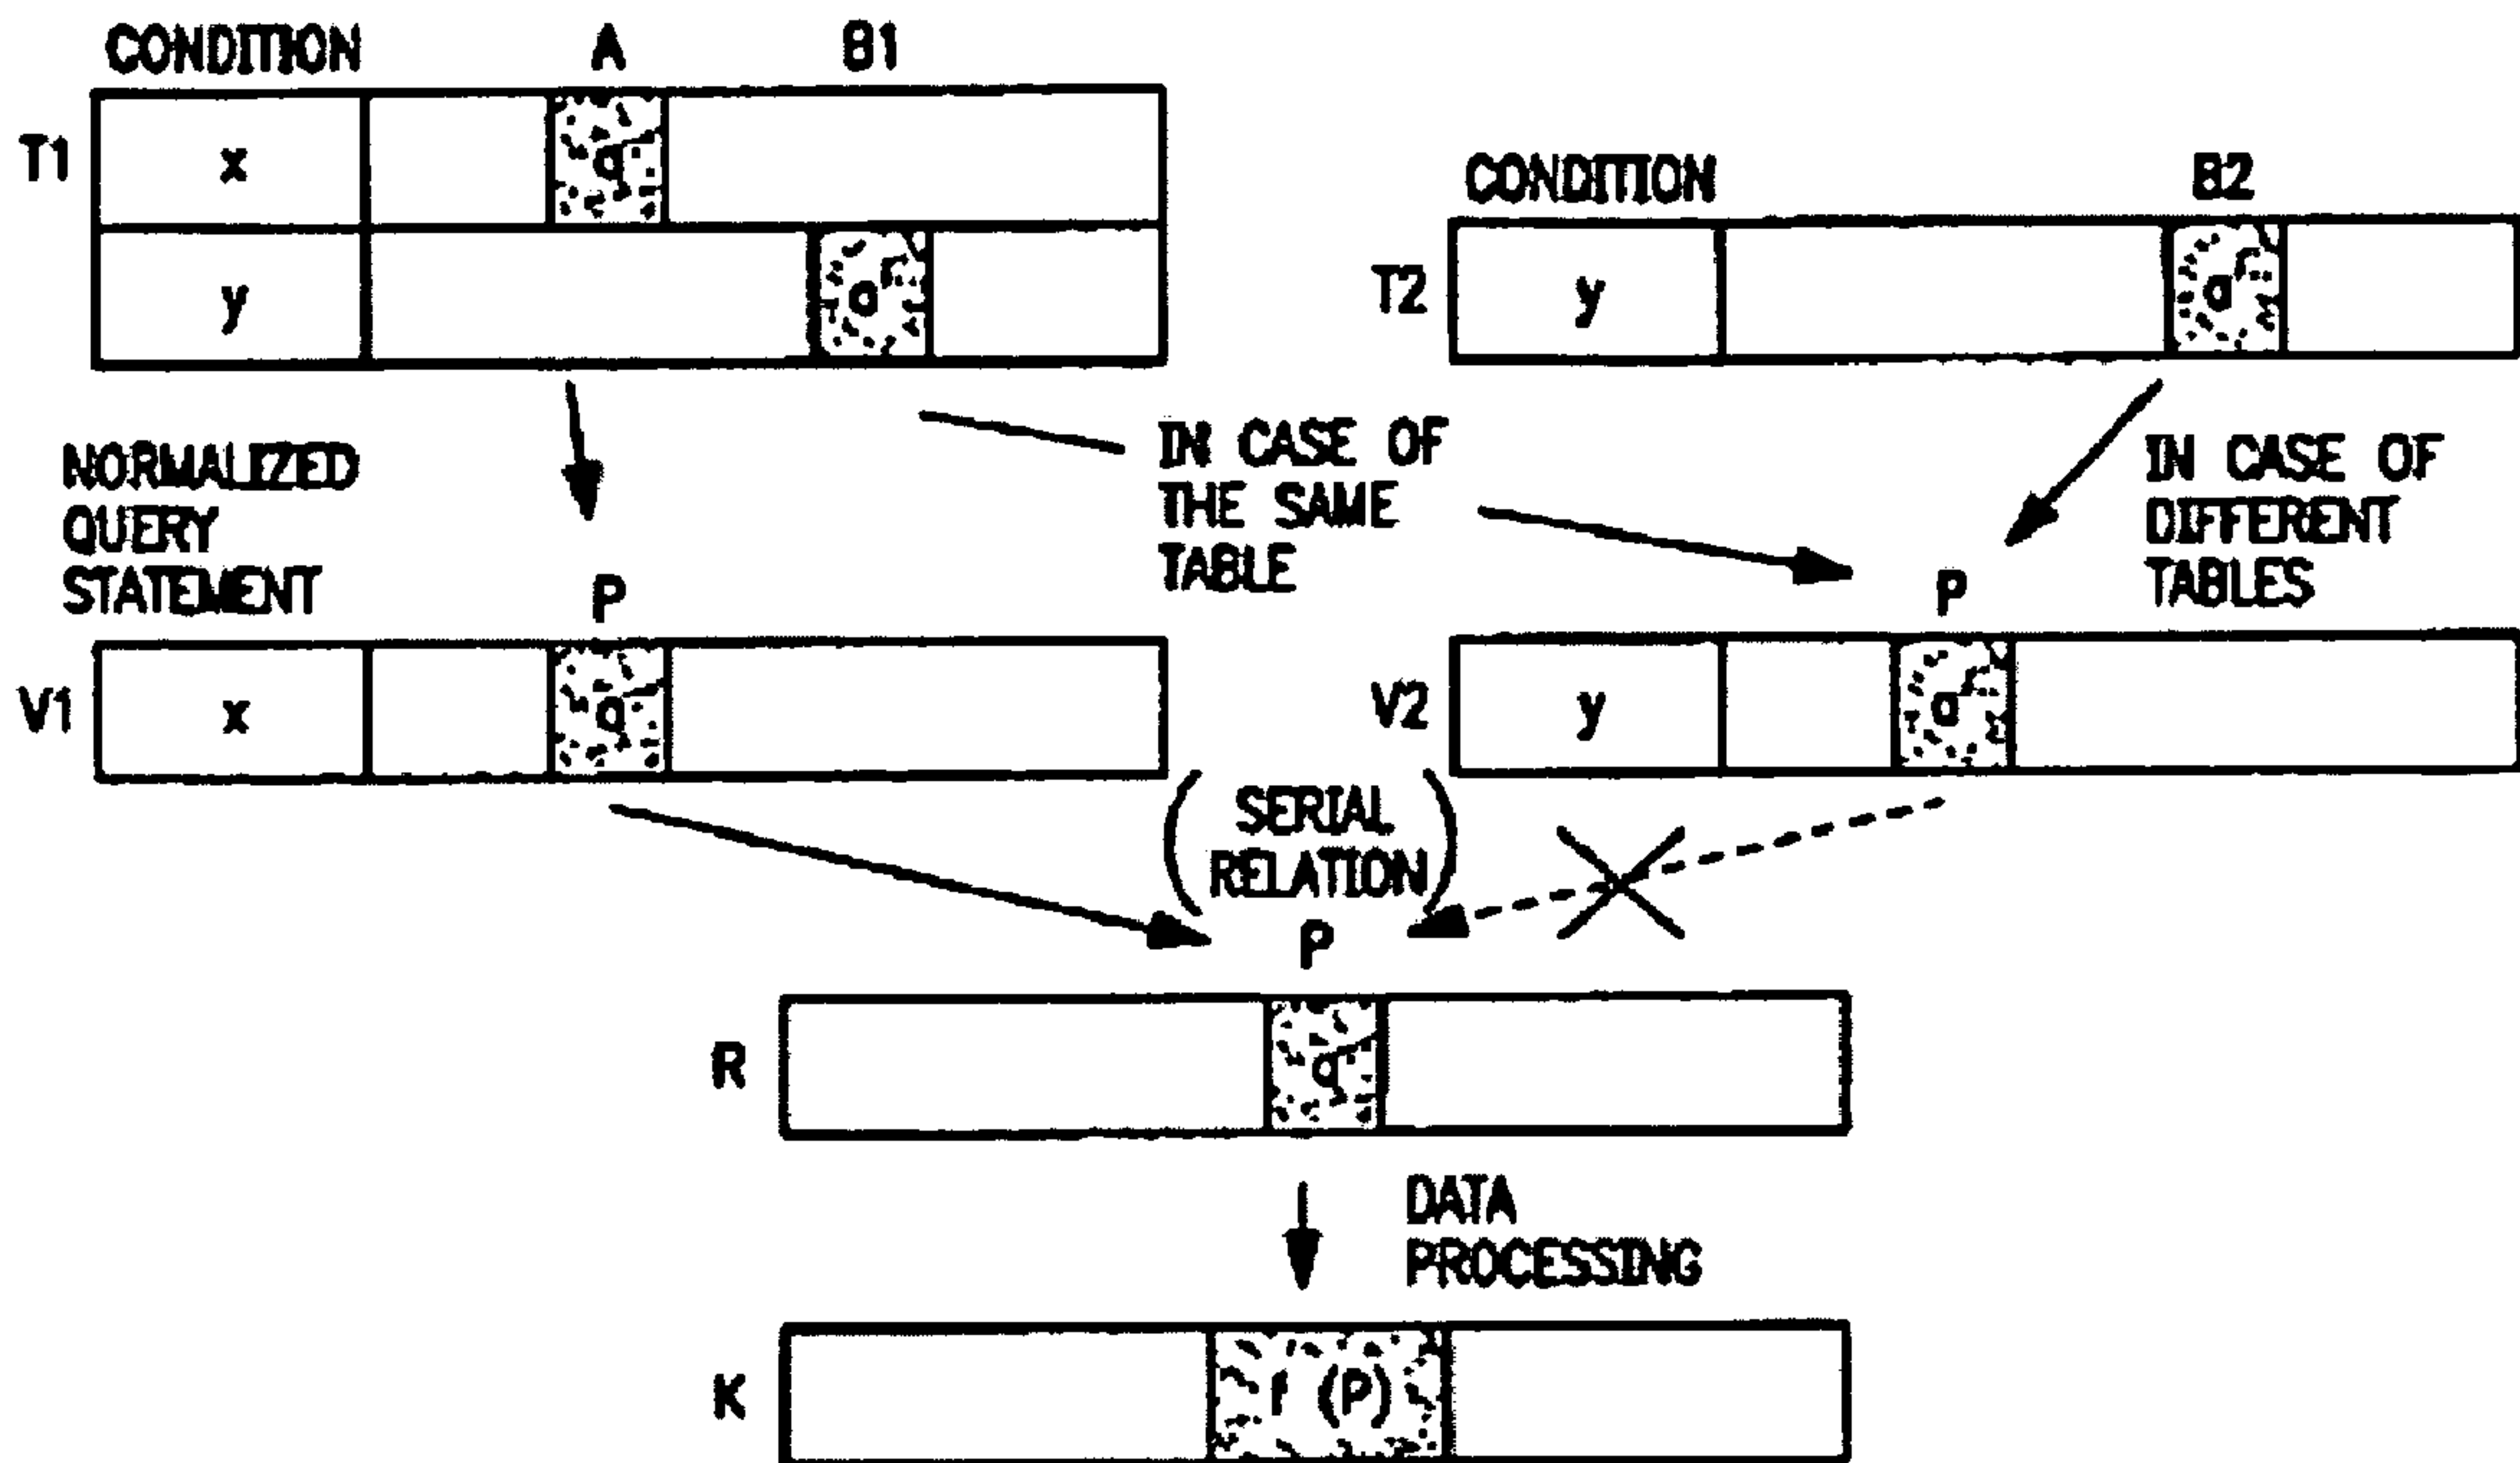 CONDITION A B1
T1 x a
y a
CONDITION B2
T2 y a
NORMALIZED
QUERY
STATEMENT
IN CASE OF
THE SAME
TABLE
IN CASE OF
DIFFERENT
TABLES
P
V1 x a
P
V2 y a
(SERIAL
RELATION)
P
R a
DATA
PROCESSING
K f (P)